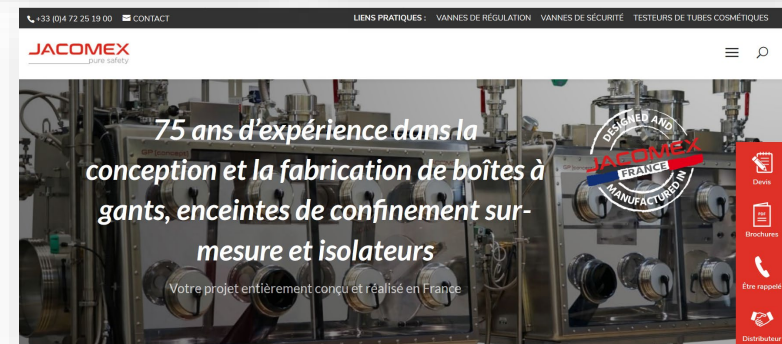 +33 (0)4 72 25 19 00 CONTACT LIENS PRATIQUES : VANNES DE RÉGULATION VANNES DE SÉCURITÉ TESTEURS DE TUBES COSMÉTIQUES
JACOMEX
pure safety
75 ans d'expérience dans la
conception et la fabrication de boîtes à
gants, enceintes de confinement sur-
mesure et isolateurs
Votre projet entièrement conçu et réalisé en France
DESIGNED AND
JACOMEX
FRANCE
MANUFACTURED IN
Devis
PDF
Brochures
Être rappelé
Distributeur